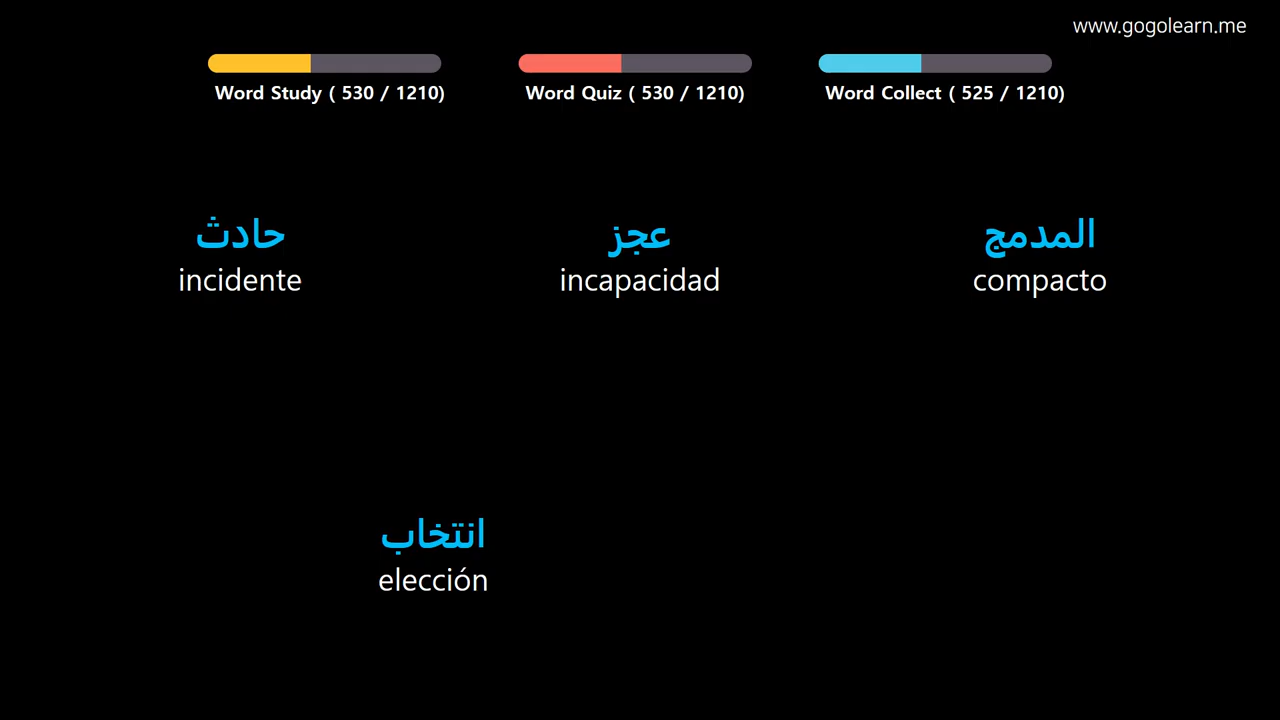 www.gogolearn.me
Word Study ( 530 / 1210)
Word Quiz ( 530 / 1210)
Word Collect ( 525 / 1210)
حادث
incidente
عجز
incapacidad
المدمج
compacto
انتخاب
elección